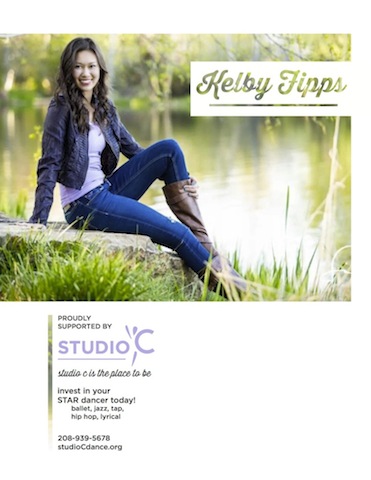 Kelby Fipps
PROUDLY
SUPPORTED BY
STUDIO C
studio c is the place to be
invest in your
STAR dancer today!
ballet, jazz, tap,
hip hop, lyrical
208-939-5678
studioCdance.org